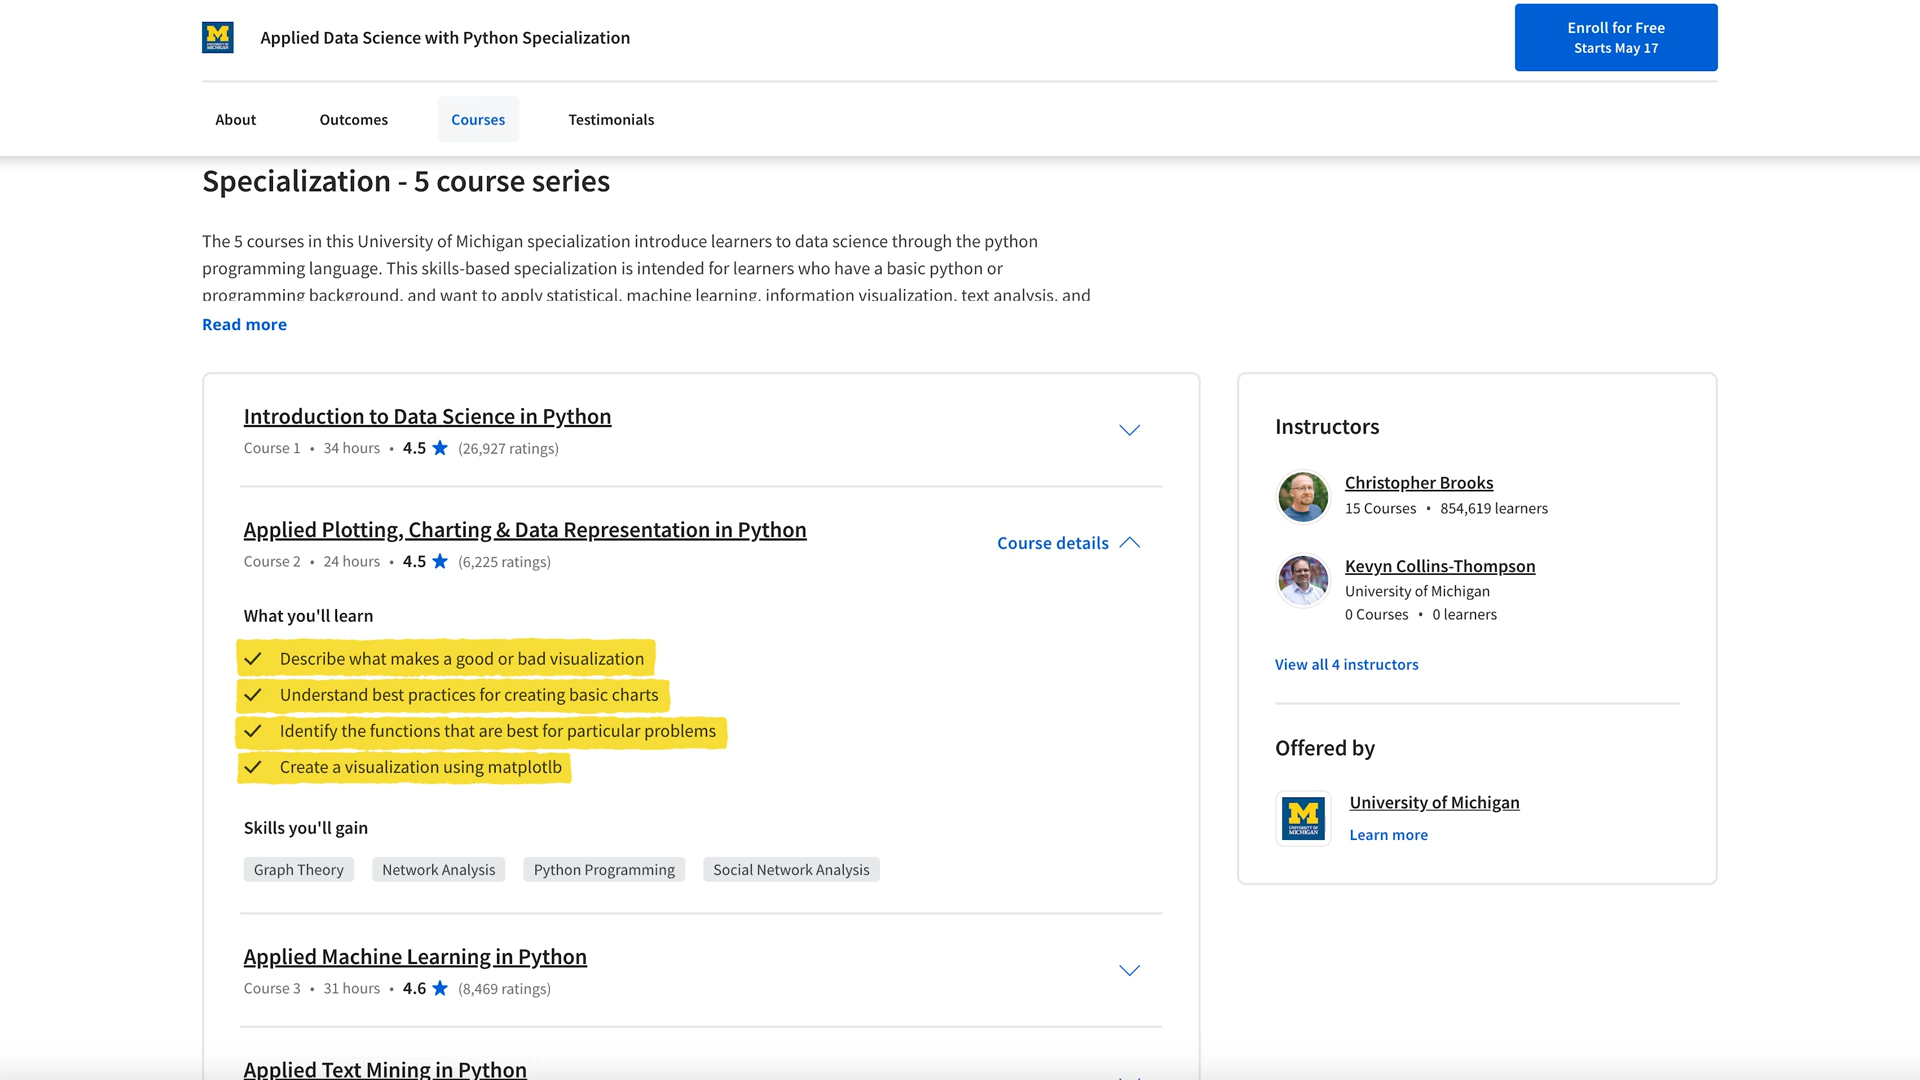 Applied Data Science with Python Specialization
Enroll for Free
Starts May 17
About
Outcomes
Courses
Testimonials
Specialization - 5 course series
The 5 courses in this University of Michigan specialization introduce learners to data science through the python
programming language. This skills-based specialization is intended for learners who have a basic python or
programming background, and want to apply statistical, machine learning, information visualization, text analysis, and
Read more
Introduction to Data Science in Python
Course 1 • 34 hours • 4.5 ★ (26,927 ratings)
Applied Plotting, Charting & Data Representation in Python
Course details
Course 2 • 24 hours • 4.5 ★ (6,225 ratings)
What you'll learn
Describe what makes a good or bad visualization
Understand best practices for creating basic charts
Identify the functions that are best for particular problems
Create a visualization using matplotlb
Skills you'll gain
Graph Theory
Network Analysis
Python Programming
Social Network Analysis
Applied Machine Learning in Python
Course 3 • 31 hours • 4.6 ★ (8,469 ratings)
Applied Text Mining in Python
Instructors
Christopher Brooks
15 Courses • 854,619 learners
Kevyn Collins-Thompson
University of Michigan
0 Courses • 0 learners
View all 4 instructors
Offered by
M
UNIVERSITY OF
MICHIGAN
University of Michigan
Learn more